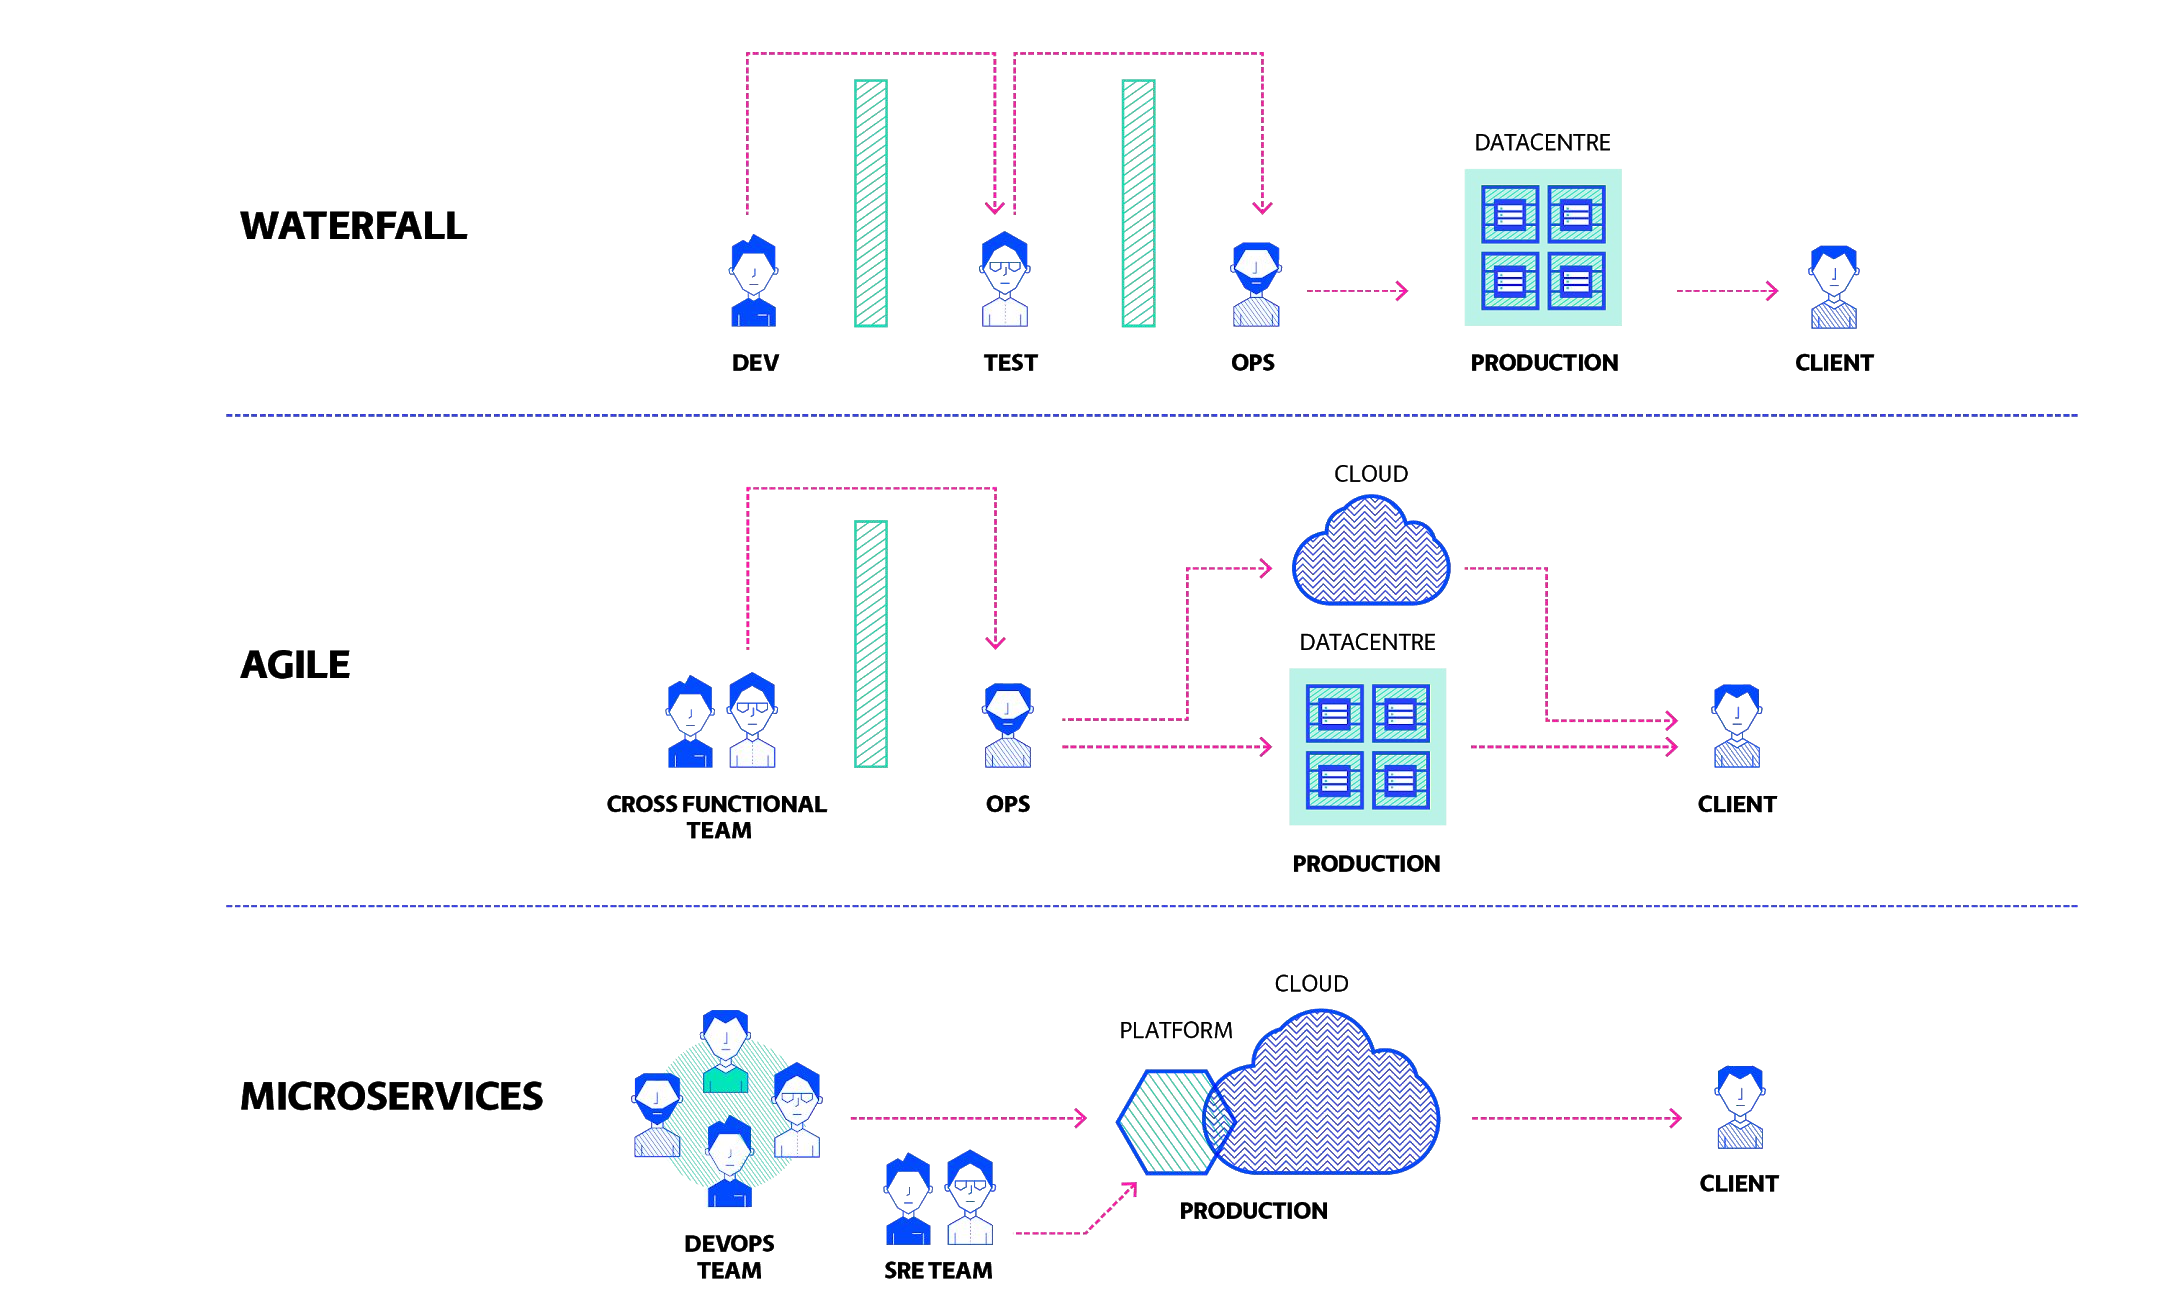 DATACENTRE
WATERFALL
DEV
TEST
OPS
PRODUCTION
CLIENT
CLOUD
DATACENTRE
AGILE
CROSS FUNCTIONAL
TEAM
OPS
CLIENT
PRODUCTION
CLOUD
PLATFORM
MICROSERVICES
CLIENT
PRODUCTION
DEVOPS
TEAM
SRE TEAM